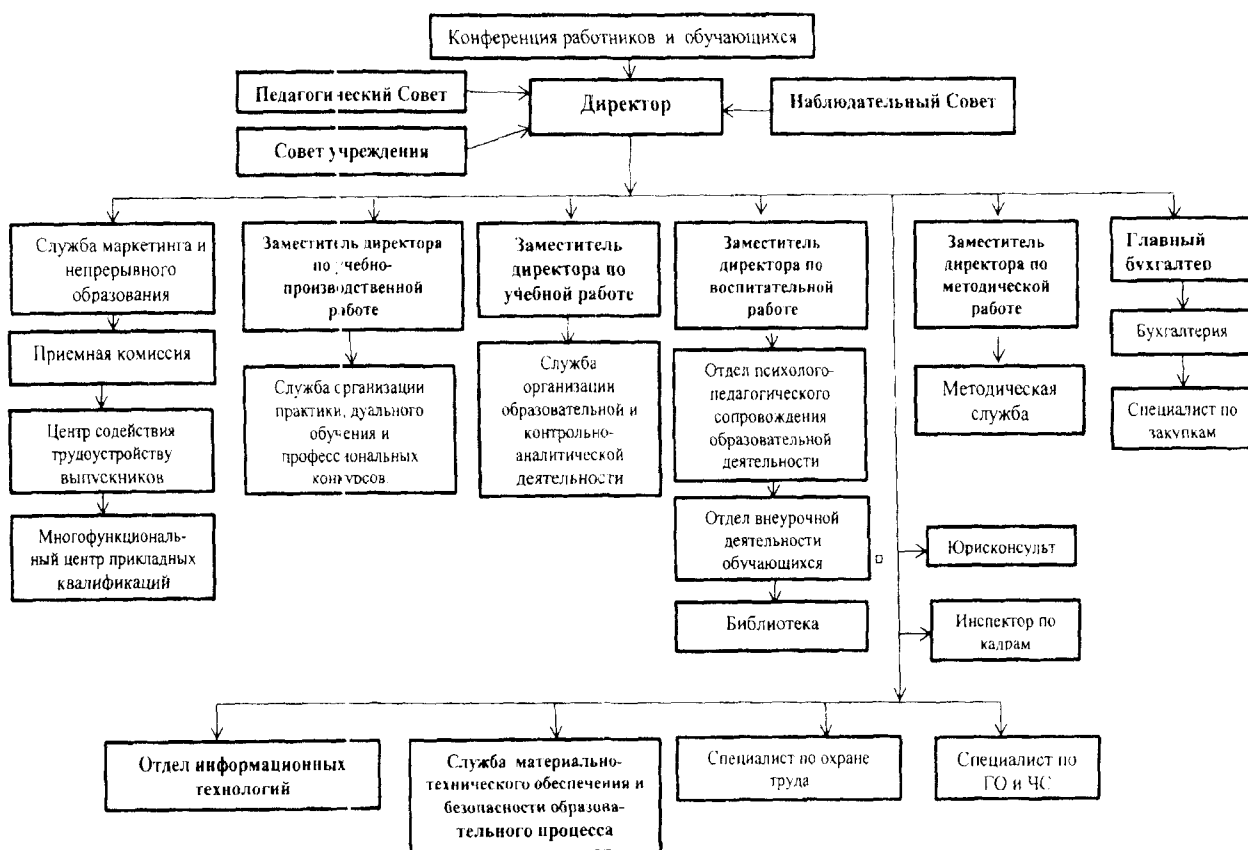 Конференция работников и обучающихся
Педагогический Совет
Директор
Наблюдательный Совет
Совет учреждения
Служба маркетинга и
непрерывного
образования
Заместитель директора
по учебно-
производственной
работе
Заместитель
директора по
учебной работе
Заместитель
директора по
воспитательной
работе
Заместитель
директора по
методической
работе
Главный
бухгалтер
Приемная комиссия
Центр содействия
трудоустройству
выпускников
Многофункциональ-
ный центр прикладных
квалификаций
Служба организации
практики, дуального
обучения и
профессиональных
конкурсов
Служба
организации
образовательной и
контрольно-
аналитической
деятельности
Отдел психолого-
педагогического
сопровождения
образовательной
деятельности
Отдел внеурочной
деятельности
обучающихся
Библиотека
Методическая
служба
Бухгалтерия
Специалист по
закупкам
Юрисконсульт
Инспектор по
кадрам
Отдел информационных
технологий
Служба материально-
технического обеспечения и
безопасности образова-
тельного процесса
Специалист по охране
труда
Специалист по
ГО и ЧС